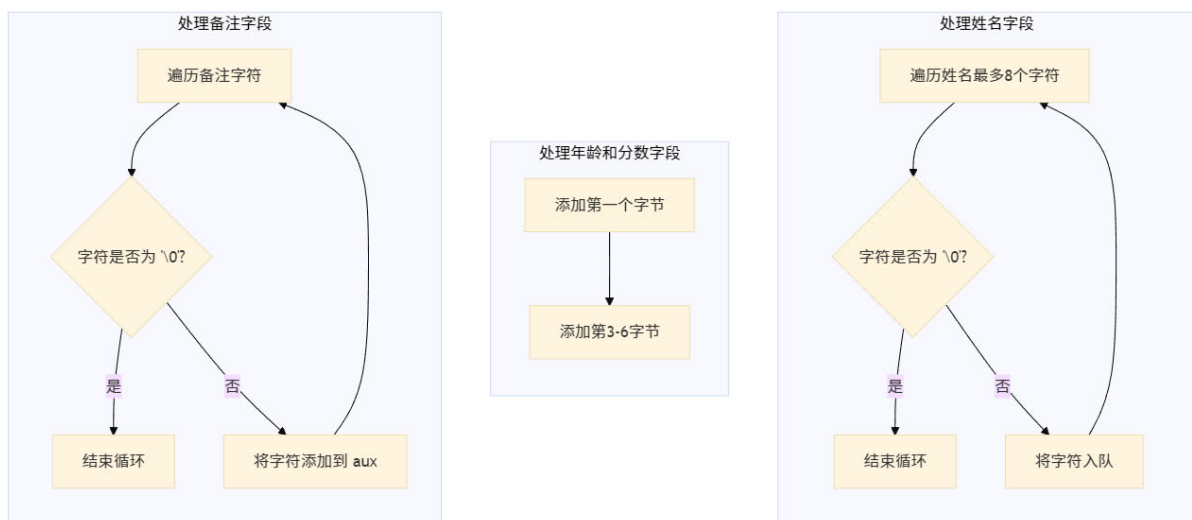 处理备注字段
遍历备注字符
字符是否为 '\0'?
是
否
结束循环
将字符添加到 aux
处理年龄和分数字段
添加第一个字节
添加第3-6字节
处理姓名字段
遍历姓名最多8个字符
字符是否为 '\0'?
是
否
结束循环
将字符入队